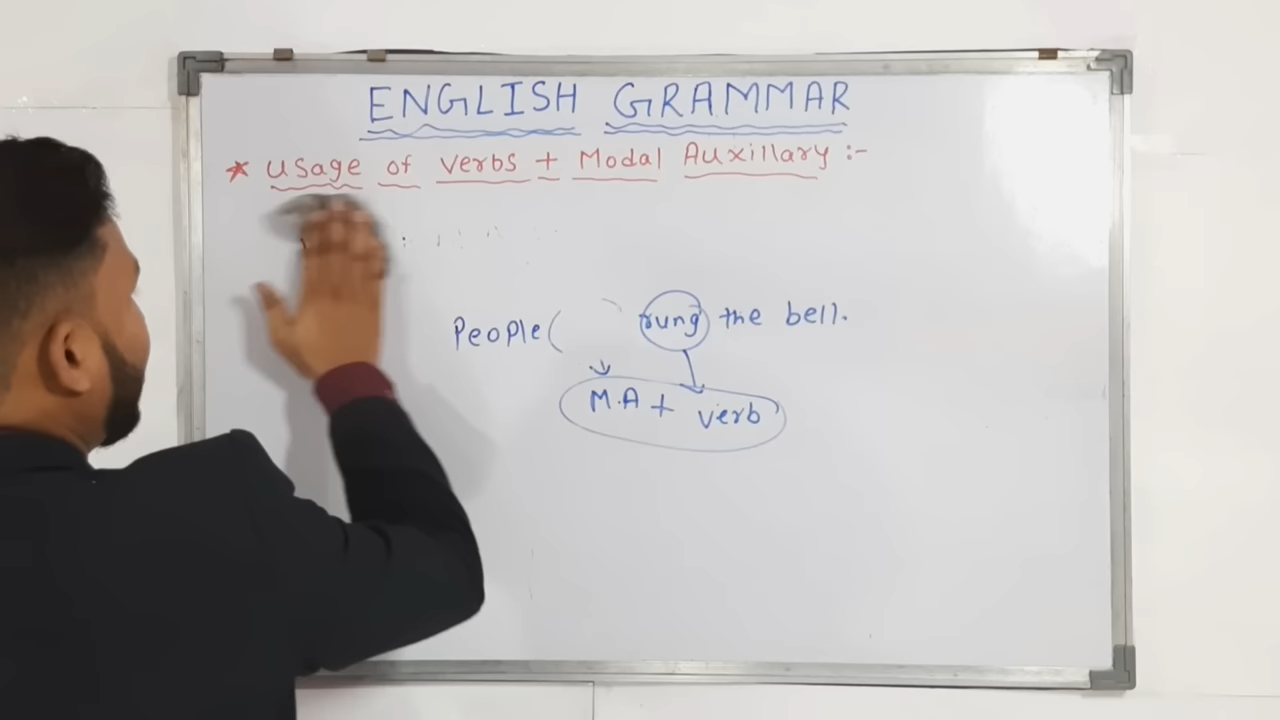 ENGLISH GRAMMAR
* Usage of verbs + Modal Auxillary :-
People ( rung the bell.
M.A + verb